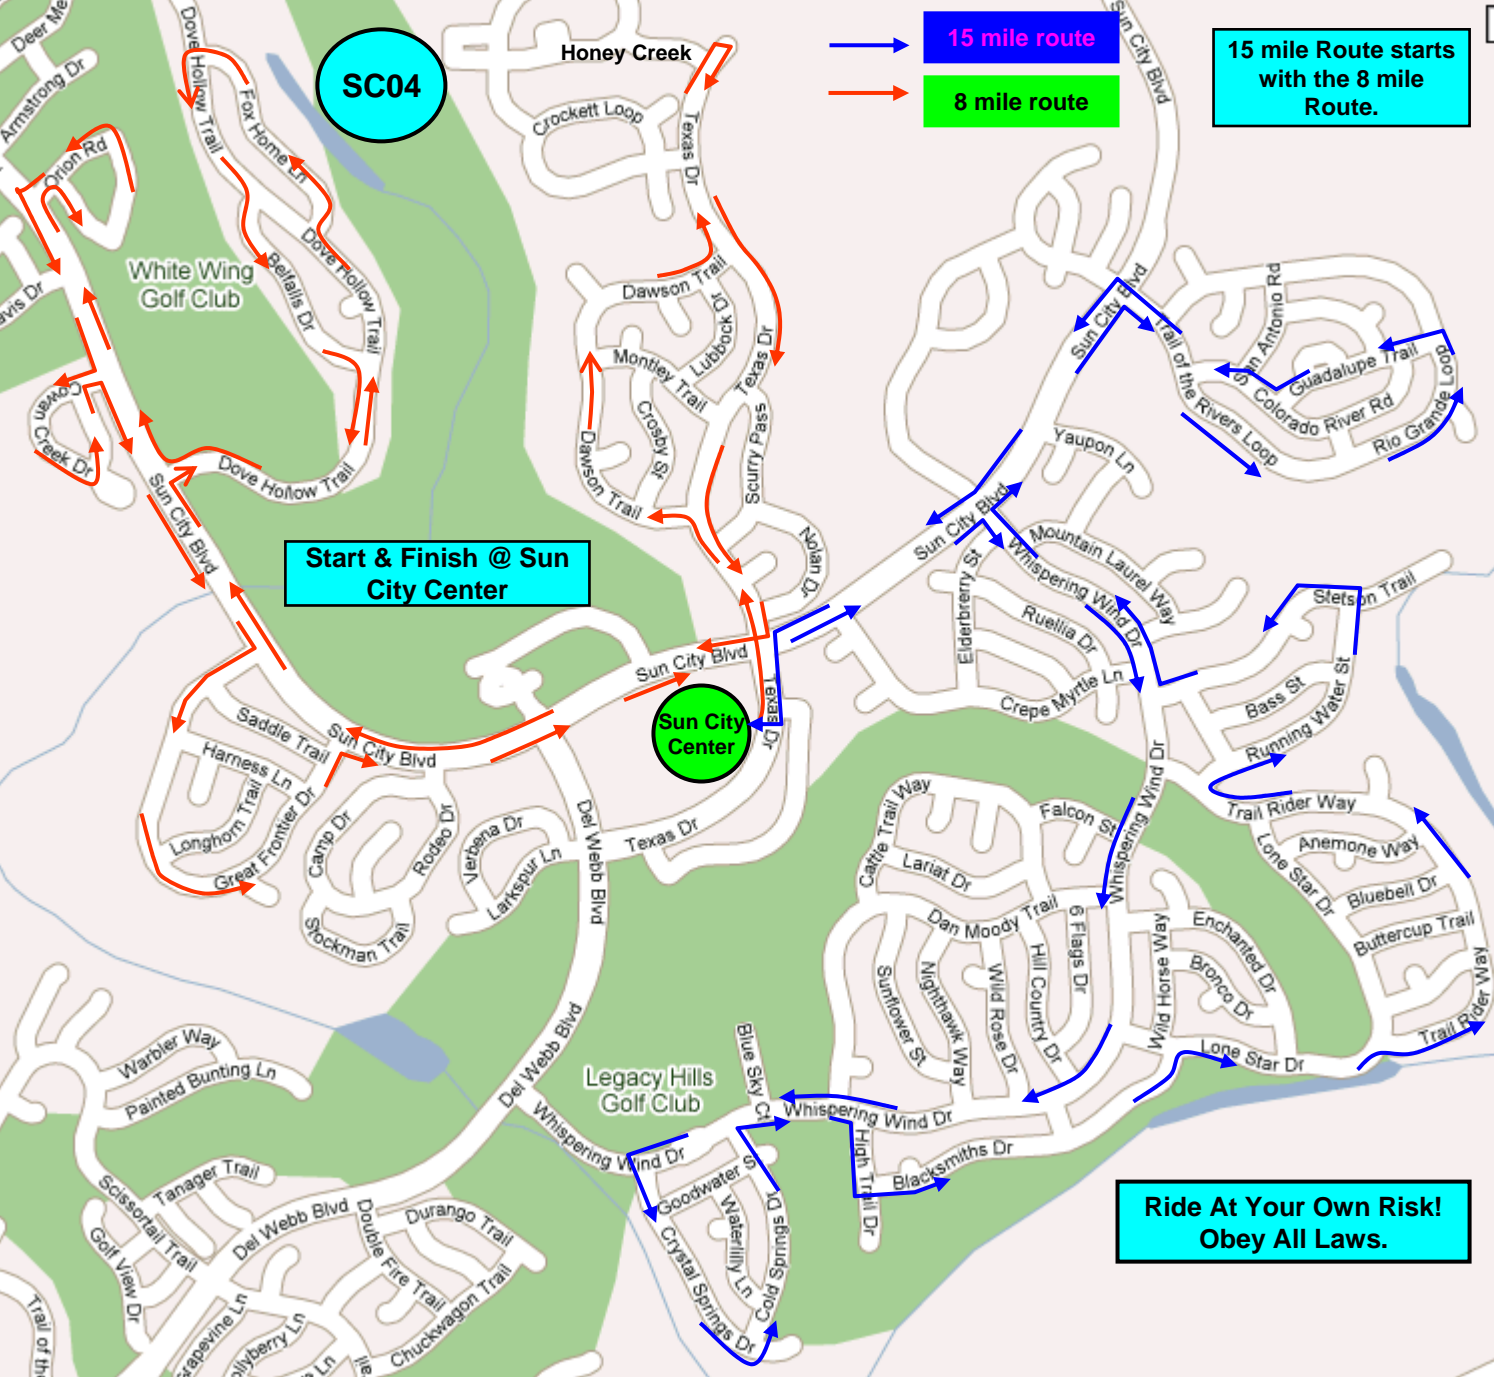 SC04
Honey Creek
15 mile route
8 mile route
15 mile Route starts
with the 8 mile
Route.
Start & Finish @ Sun
City Center
Sun City
Center
Ride At Your Own Risk!
Obey All Laws.
Deer Me
Armstrong Dr
Orion Rd
Dove Hollow Trail
Fox Home Ln
White Wing
Golf Club
Belfalls Dr
Dove Hollow Trail
avis Dr
Cowan Creek Dr
Dove Hollow Trail
Sun City Blvd
Crockett Loop
Texas Dr
Dawson Trail
Lubbock Dr
Montley Trail
Texas Dr
Crosby St
Scurry Pass
Dawson Trail
Nolan Dr
Sun City Blvd
Sun City Blvd
Trail of the Rivers Loop
San Antonio Rd
Guadalupe Trail
Colorado River Rd
Rio Grande Loop
Yaupon Ln
Sun City Blvd
Mountain Laurel Way
Whispering Wind Dr
Elderbrerry St
Ruellia Dr
Crepe Myrtle Ln
Stetson Trail
Bass St
Running Water St
Sun City Blvd
Texas Dr
Saddle Trail
Sun City Blvd
Harness Ln
Longhorn Trail
Great Frontier Dr
Camp Dr
Rodeo Dr
Stockman Trail
Verbena Dr
Larkspur Ln
Texas Dr
Del Webb Blvd
Whispering Wind Dr
Trail Rider Way
Anemone Way
Lone Star Dr
Bluebell Dr
Buttercup Trail
Trail Rider Way
Cattle Trail Way
Falcon St
Lariat Dr
Dan Moody Trail
6 Flags Dr
Hill Country Dr
Wild Rose Dr
Nighthawk Way
Sunflower St
Wild Horse Way
Enchanted Dr
Bronco Dr
Lone Star Dr
Del Webb Blvd
Legacy Hills
Golf Club
Blue Sky Ct
Whispering Wind Dr
Whispering Wind Dr
High Trail Dr
Blacksmiths Dr
Goodwater S
Waterlilly Ln
Cold Springs Dr
Crystal Springs Dr
Warbler Way
Painted Bunting Ln
Tanager Trail
Scissortail Trail
Golf View Dr
Del Webb Blvd
Durango Trail
Double Fire Trail
Chuckwagon Trail
Grapevine Ln
ollyberry Ln
Ln
ail
Trail of th